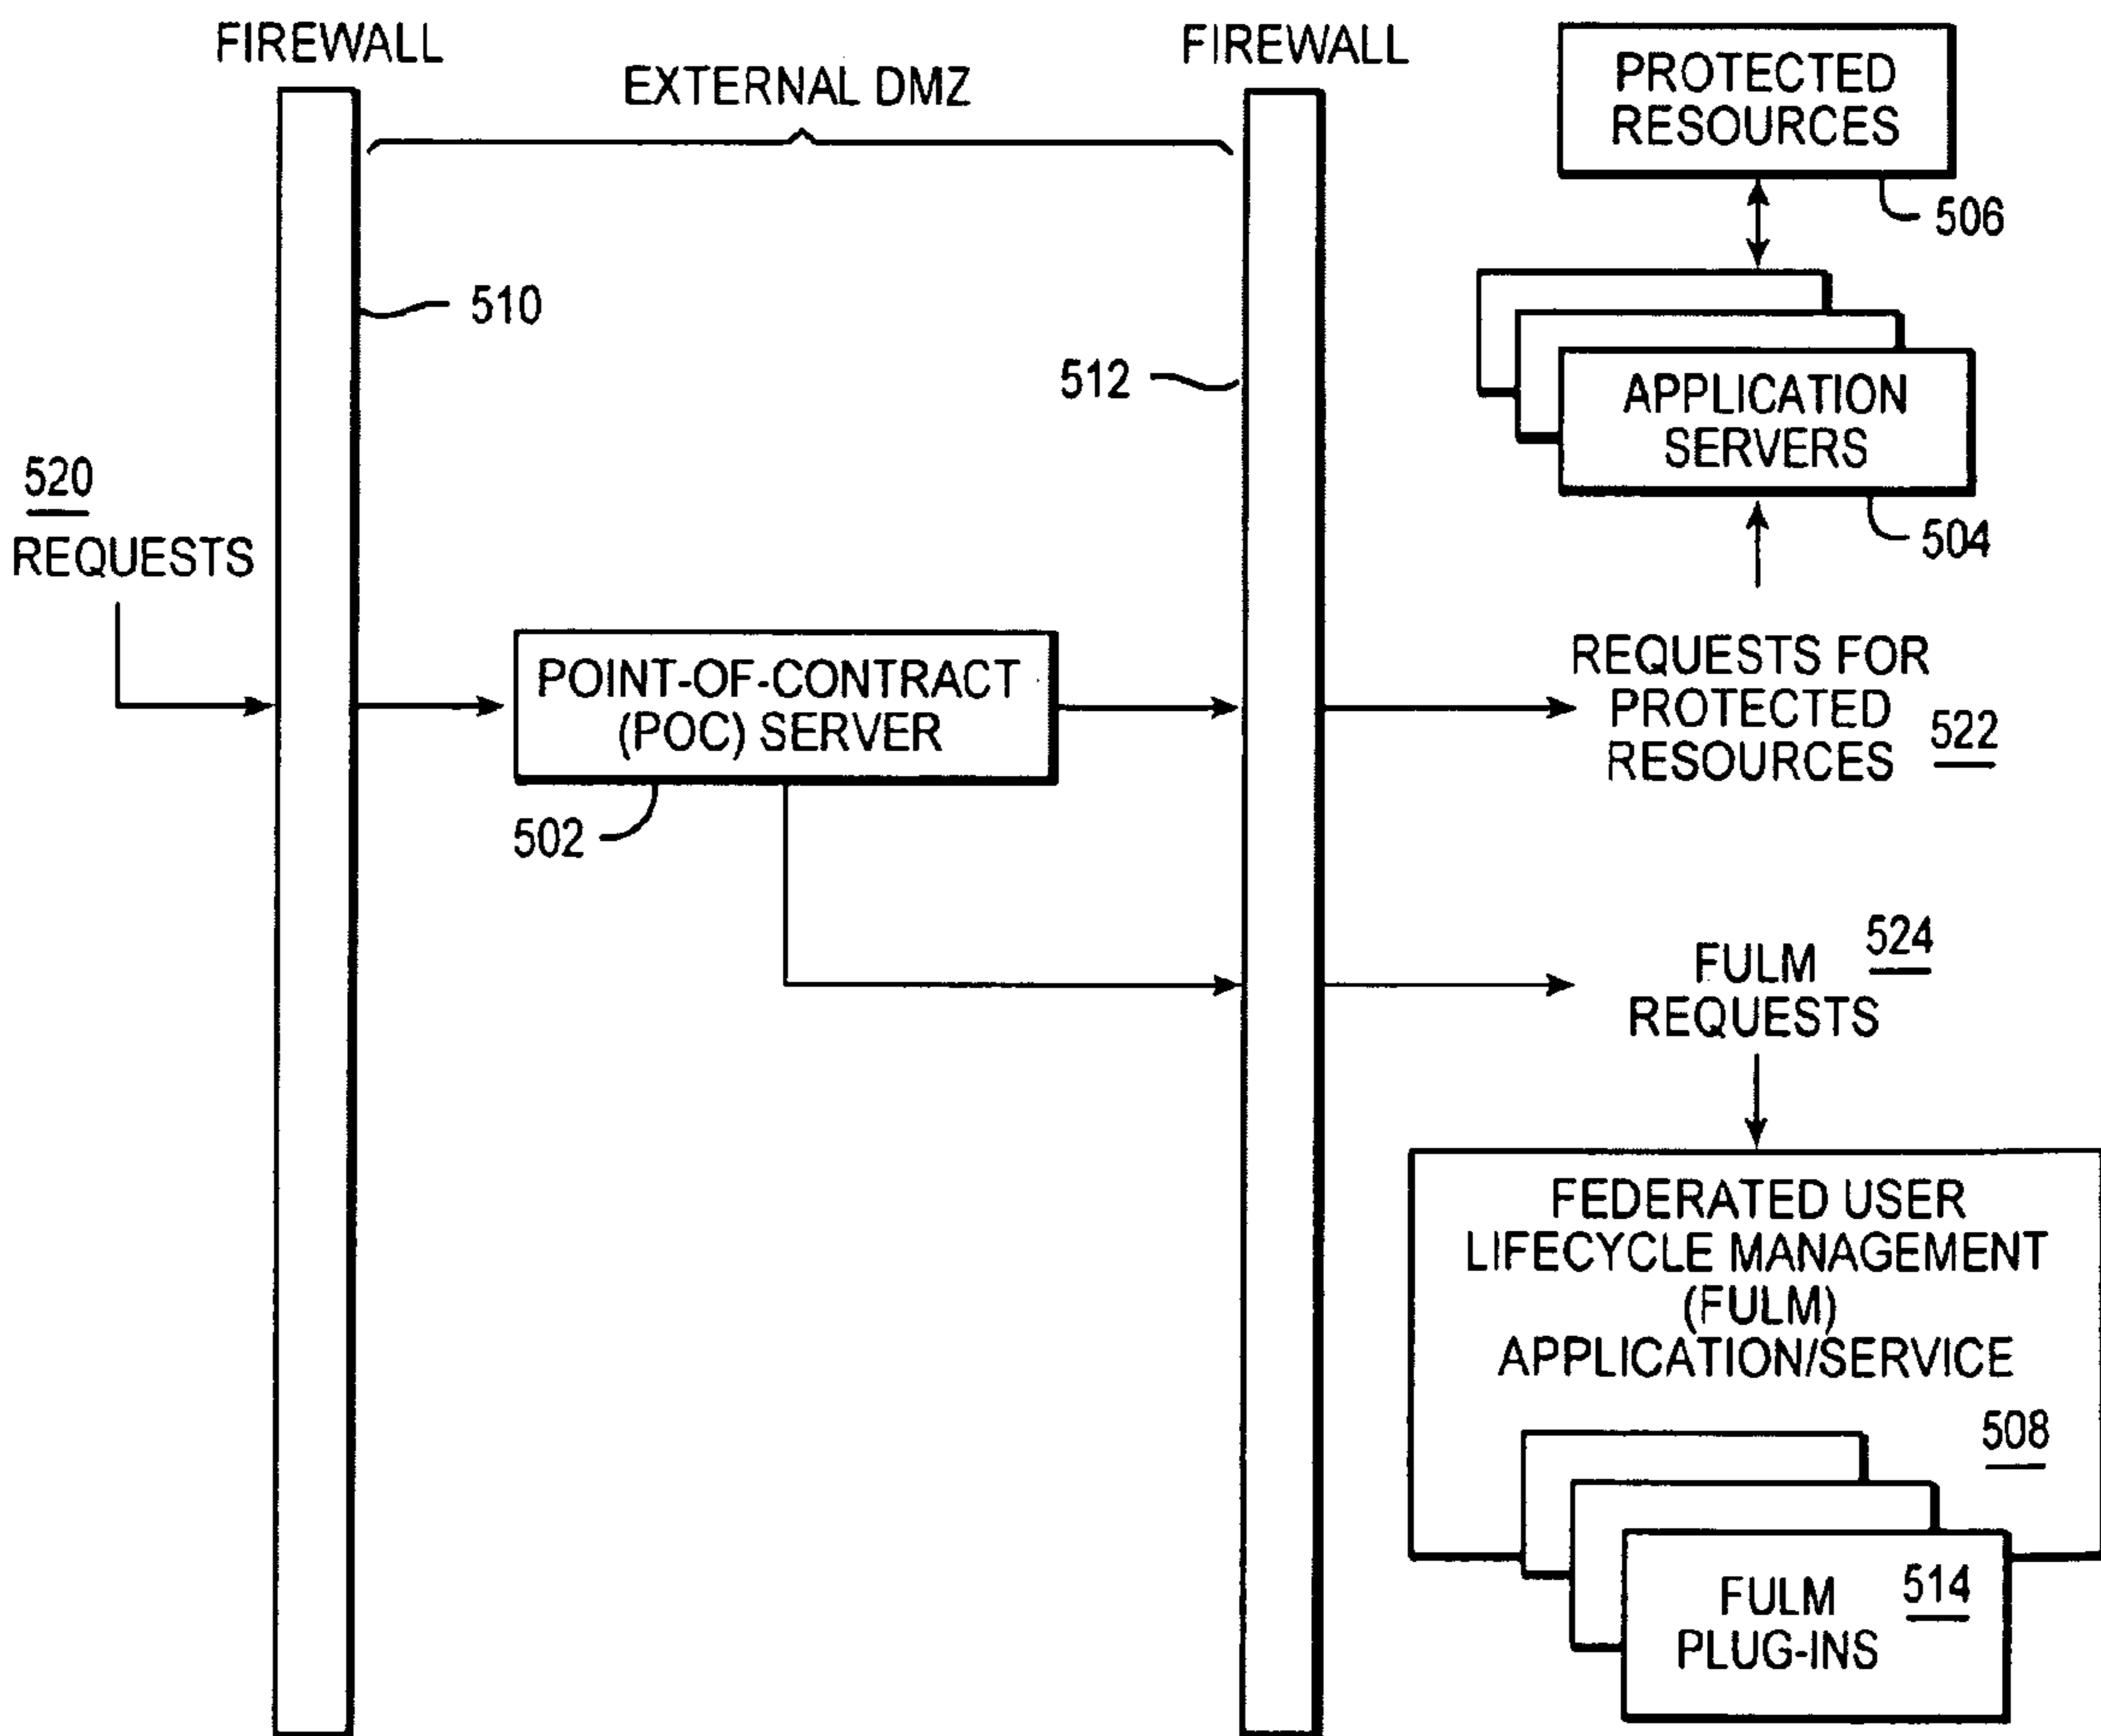 FIREWALL
EXTERNAL DMZ
FIREWALL
PROTECTED
RESOURCES
506
510
512
APPLICATION
SERVERS
504
520
REQUESTS
POINT-OF-CONTRACT
(POC) SERVER
502
REQUESTS FOR
PROTECTED
RESOURCES
522
524
FULM
REQUESTS
FEDERATED USER
LIFECYCLE MANAGEMENT
(FULM)
APPLICATION/SERVICE
508
FULM
PLUG-INS
514